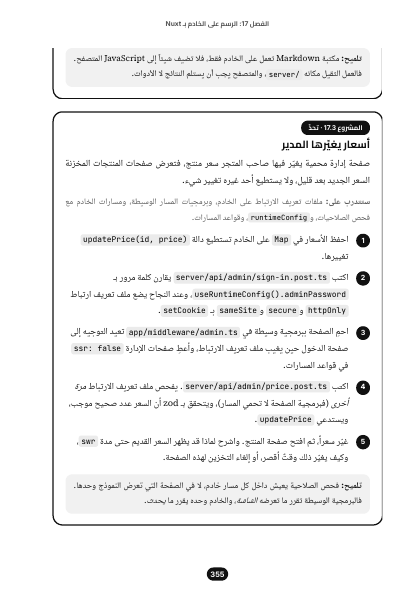 الفصل 17: الرسم على الخادم بـ Nuxt
تلميح: مكتبة Markdown تعمل على الخادم فقط، فلا تضيف شيئاً إلى JavaScript المتصفح.
فالعمل الثقيل مكانه server/ ، والمتصفح يجب أن يستلم النتائج لا الأدوات.
المشروع 17.3 · تحدٍّ
أسعار يغيّرها المدير
صفحة إدارة محمية يغيّر فيها صاحب المتجر سعر منتج، فتعرض صفحات المنتجات المخزنة
السعر الجديد بعد قليل، ولا يستطيع أحد غيره تغيير شيء.
ستتدرب على: ملفات تعريف الارتباط على الخادم، وبرمجيات المسار الوسيطة، ومسارات الخادم مع
فحص الصلاحيات، و runtimeConfig ، وقواعد المسارات.
1 احفظ الأسعار في Map على الخادم تستطيع دالة updatePrice(id, price)
تغييرها.
2 اكتب server/api/admin/sign-in.post.ts يقارن كلمة مرور بـ
useRuntimeConfig().adminPassword ، وعند النجاح يضع ملف تعريف ارتباط
httpOnly و secure و sameSite بـ setCookie .
3 احمِ الصفحة ببرمجية وسيطة في app/middleware/admin.ts تعيد التوجيه إلى
صفحة الدخول حين يغيب ملف تعريف الارتباط، وأعطِ صفحات الإدارة ssr: false
في قواعد المسارات.
4 اكتب server/api/admin/price.post.ts . يفحص ملف تعريف الارتباط مرة
أخرى (فبرمجية الصفحة لا تحمي المسار)، ويتحقق بـ zod أن السعر عدد صحيح موجب،
ويستدعي updatePrice .
5 غيّر سعراً، ثم افتح صفحة المنتج. واشرح لماذا قد يظهر السعر القديم حتى مدة swr ،
وكيف يغيّر ذلك وقتٌ أقصر، أو إلغاء التخزين لهذه الصفحة.
تلميح: فحص الصلاحية يعيش داخل كل مسار خادم، لا في الصفحة التي تعرض النموذج وحدها.
فالبرمجية الوسيطة تقرر ما تعرضه الشاشة، والخادم وحده يقرر ما يحدث.
355